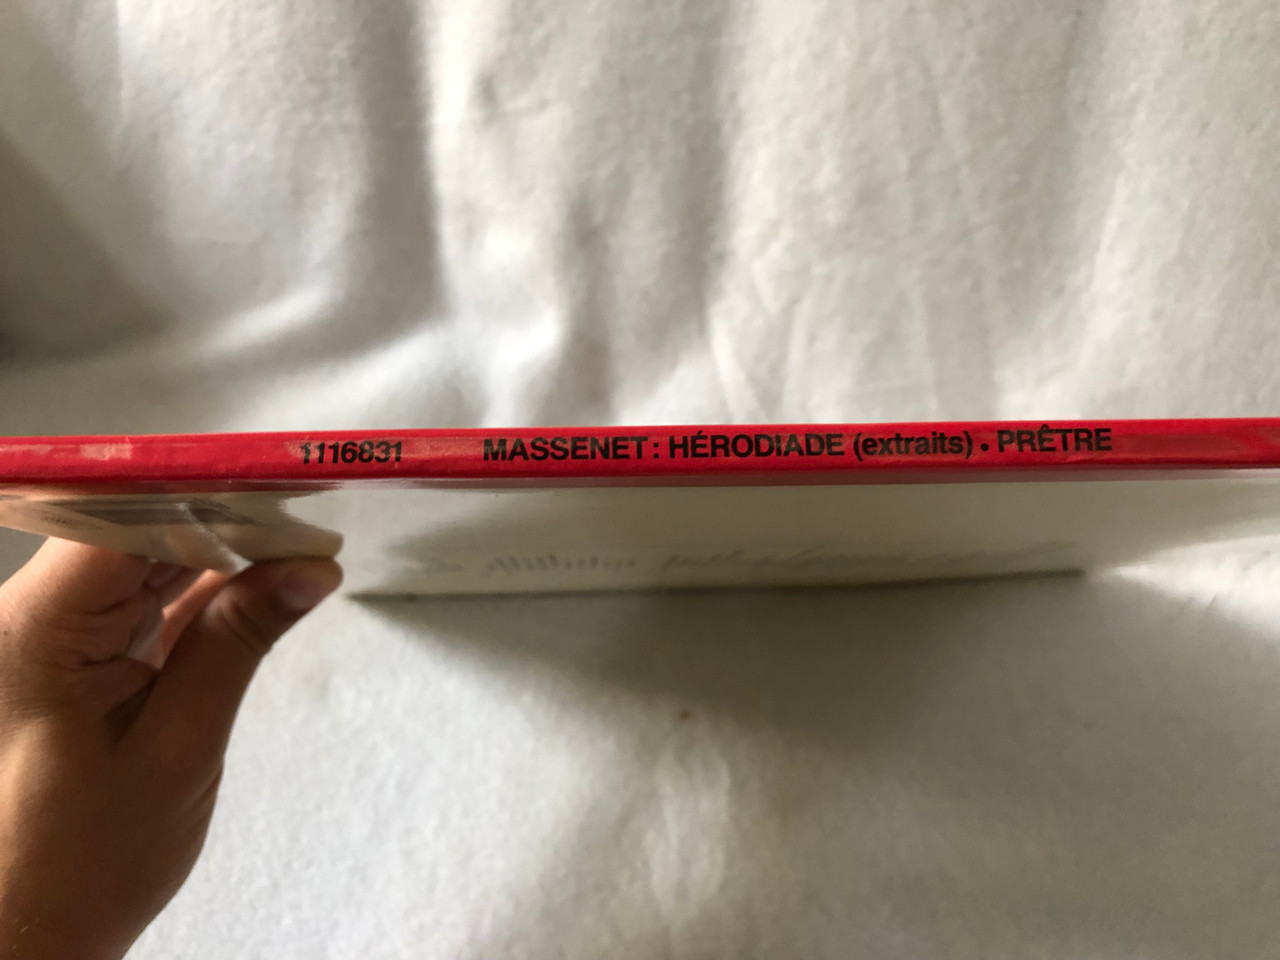 1116831 MASSENET: HÉRODIADE (extraits) • PRÊTRE